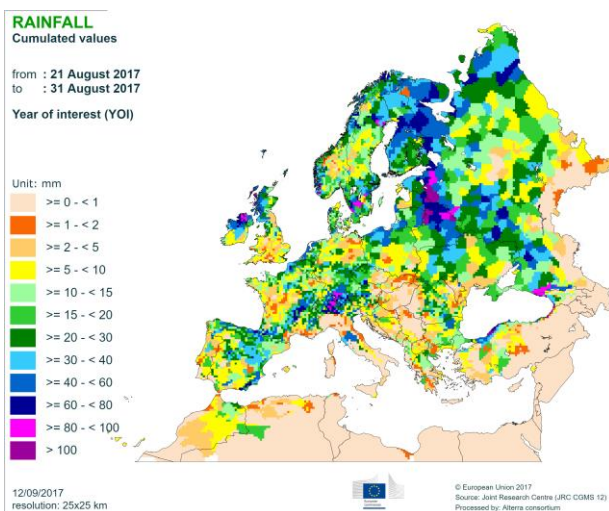 RAINFALL
Cumulated values
from : 21 August 2017
to : 31 August 2017
Year of interest (YOI)
Unit: mm
>= 0 - < 1
>= 1 - < 2
>= 2 - < 5
>= 5 - < 10
>= 10 - < 15
>= 15 - < 20
>= 20 - < 30
>= 30 - < 40
>= 40 - < 60
>= 60 - < 80
>= 80 - < 100
> 100
12/09/2017
resolution: 25x25 km
© European Union 2017
Source: Joint Research Centre (JRC CGMS 12)
Processed by: Alterra consortium